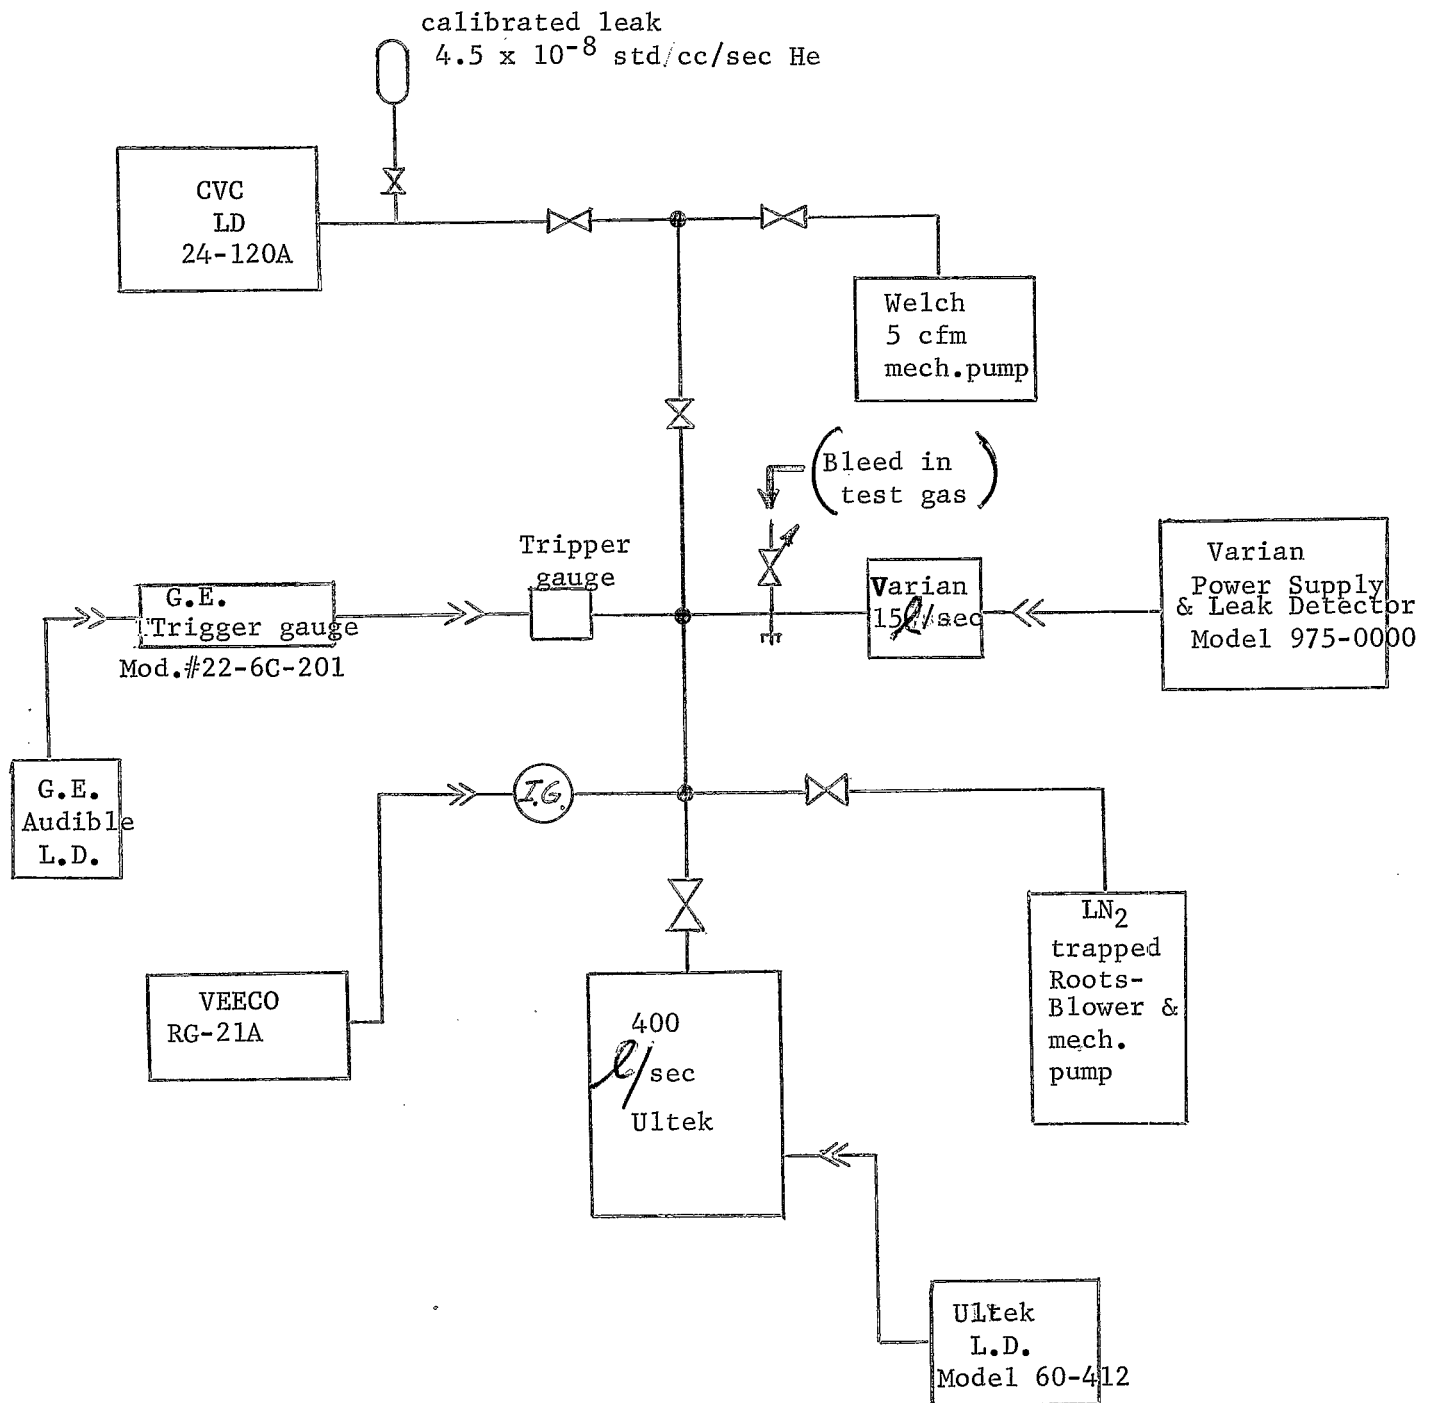 calibrated leak
4.5 x 10⁻⁸ std/cc/sec He
CVC
LD
24-120A
Welch
5 cfm
mech.pump
(Bleed in
test gas)
Tripper
gauge
G.E.
Trigger gauge
Mod.#22-6C-201
Varian
15 l/sec
Varian
Power Supply
& Leak Detector
Model 975-0000
G.E.
Audible
L.D.
I.G.
LN₂
trapped
Roots-
Blower &
mech.
pump
VEECO
RG-21A
400
l/sec
Ultek
Ultek
L.D.
Model 60-412